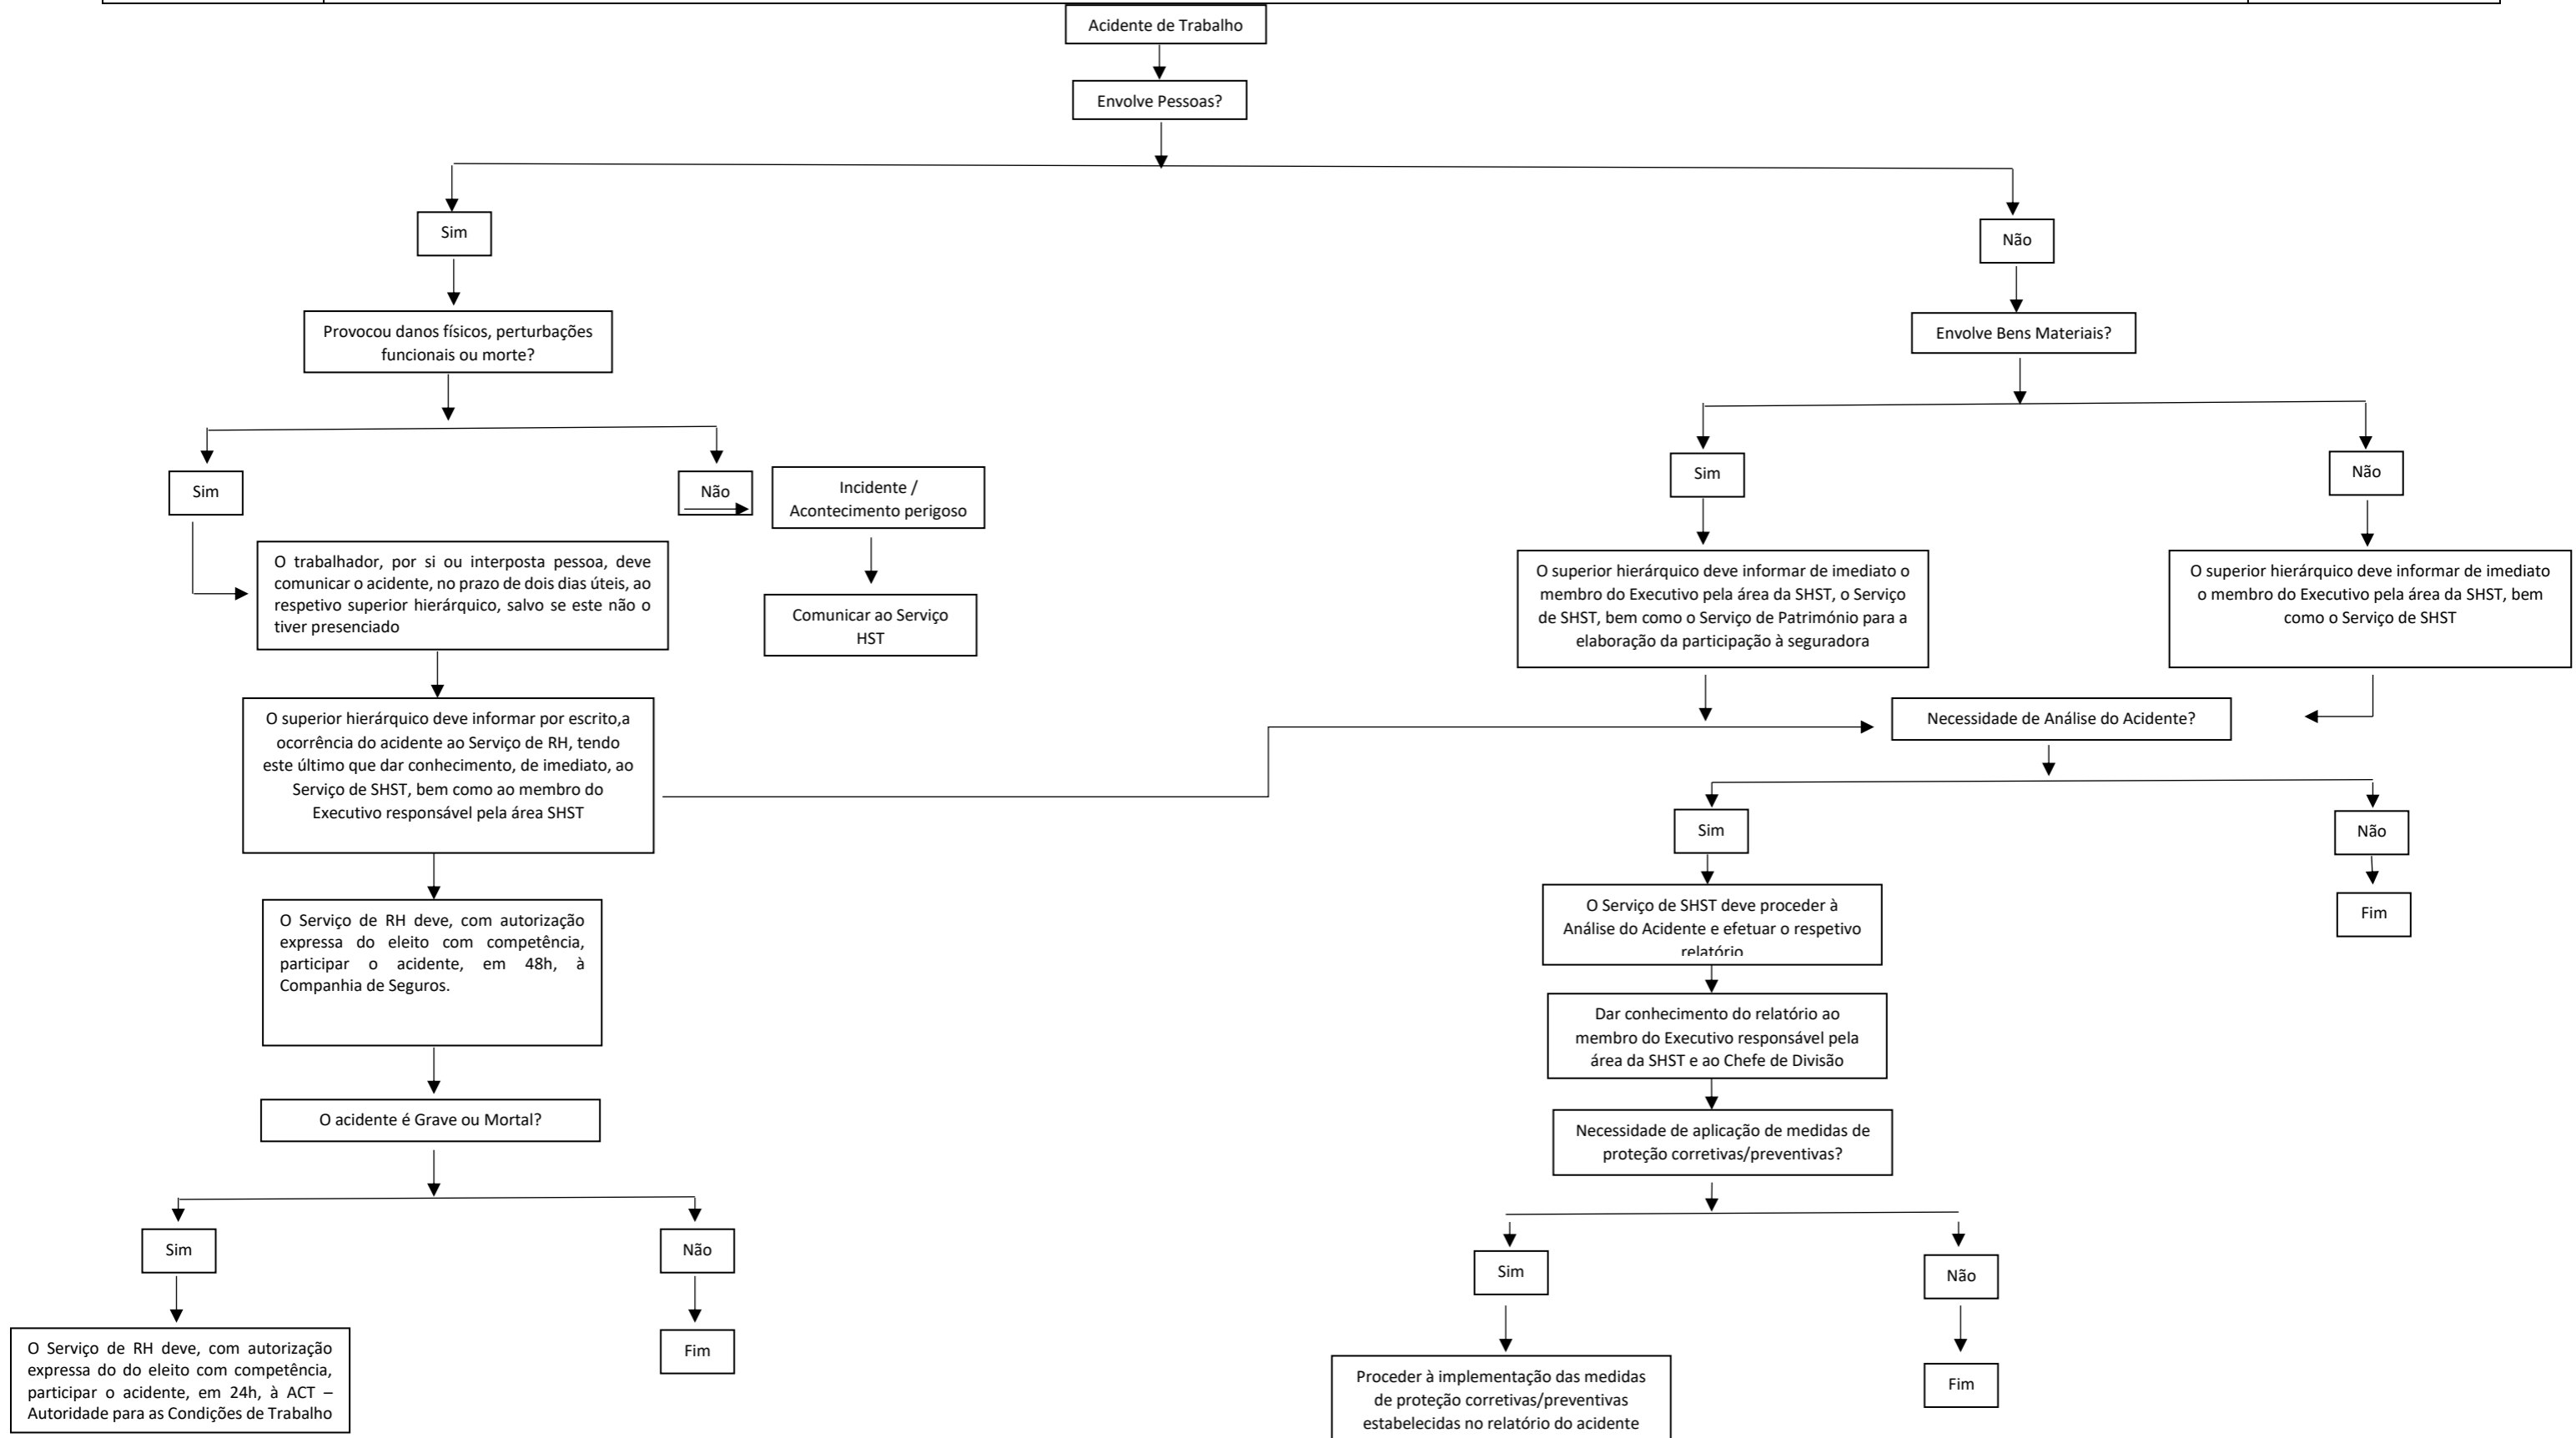 Acidente de Trabalho
Envolve Pessoas?
Sim
Não
Provocou danos físicos, perturbações
funcionais ou morte?
Envolve Bens Materiais?
Sim
Não
Incidente /
Acontecimento perigoso
Sim
Não
O trabalhador, por si ou interposta pessoa, deve
comunicar o acidente, no prazo de dois dias úteis, ao
respetivo superior hierárquico, salvo se este não o
tiver presenciado
Comunicar ao Serviço
HST
O superior hierárquico deve informar de imediato o
membro do Executivo pela área da SHST, o Serviço
de SHST, bem como o Serviço de Património para a
elaboração da participação à seguradora
O superior hierárquico deve informar de imediato
o membro do Executivo pela área da SHST, bem
como o Serviço de SHST
O superior hierárquico deve informar por escrito,a
ocorrência do acidente ao Serviço de RH, tendo
este último que dar conhecimento, de imediato, ao
Serviço de SHST, bem como ao membro do
Executivo responsável pela área SHST
Necessidade de Análise do Acidente?
Sim
Não
O Serviço de RH deve, com autorização
expressa do eleito com competência,
participar o acidente, em 48h, à
Companhia de Seguros.
O Serviço de SHST deve proceder à
Análise do Acidente e efetuar o respetivo
relatório
Fim
Dar conhecimento do relatório ao
membro do Executivo responsável pela
área da SHST e ao Chefe de Divisão
O acidente é Grave ou Mortal?
Necessidade de aplicação de medidas de
proteção corretivas/preventivas?
Sim
Não
Sim
Não
O Serviço de RH deve, com autorização
expressa do do eleito com competência,
participar o acidente, em 24h, à ACT –
Autoridade para as Condições de Trabalho
Fim
Proceder à implementação das medidas
de proteção corretivas/preventivas
estabelecidas no relatório do acidente
Fim